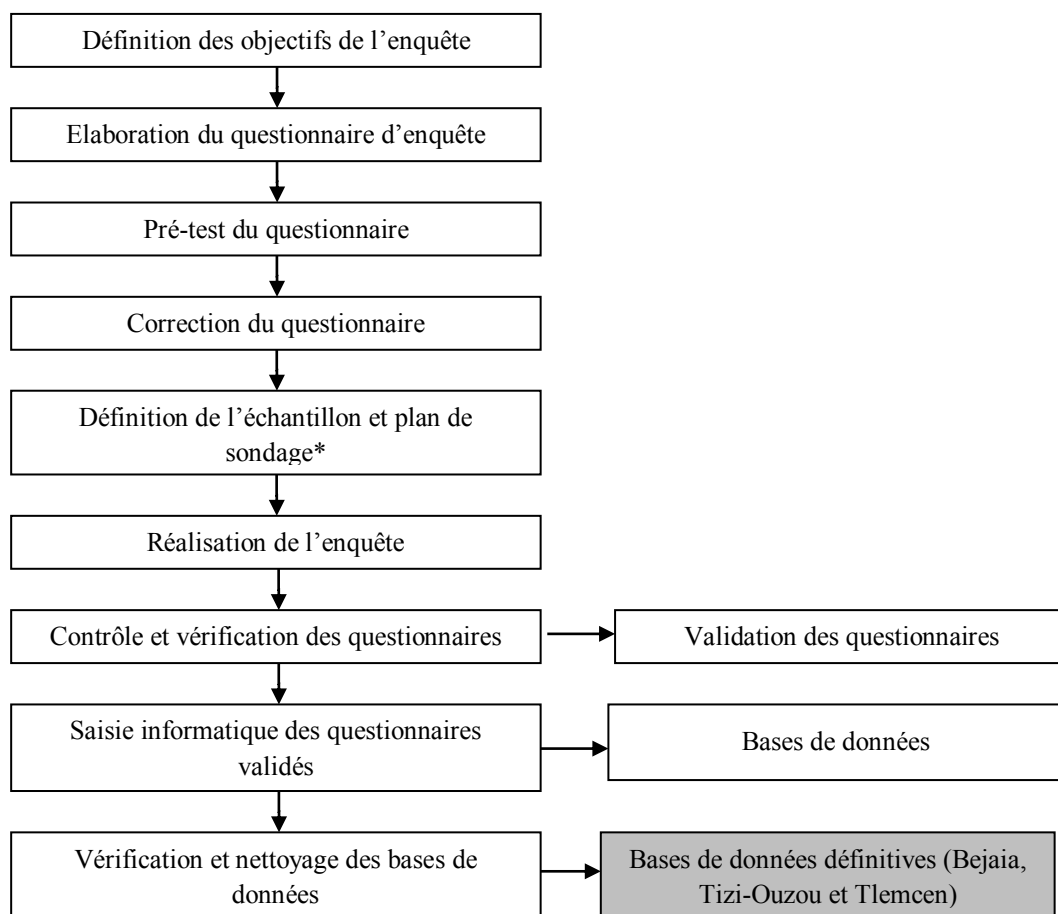 Définition des objectifs de l’enquête
Elaboration du questionnaire d’enquête
Pré-test du questionnaire
Correction du questionnaire
Définition de l’échantillon et plan de
sondage*
Réalisation de l’enquête
Contrôle et vérification des questionnaires
Validation des questionnaires
Saisie informatique des questionnaires
validés
Bases de données
Vérification et nettoyage des bases de
données
Bases de données définitives (Bejaia,
Tizi-Ouzou et Tlemcen)